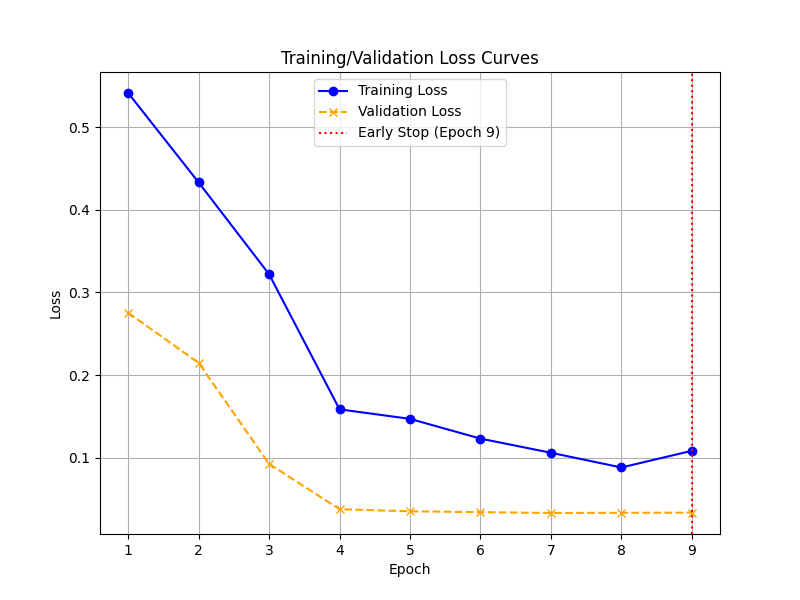 Training/Validation Loss Curves
Training Loss
Validation Loss
Early Stop (Epoch 9)
0.5
0.4
0.3
0.2
0.1
Loss
1 2 3 4 5 6 7 8 9
Epoch